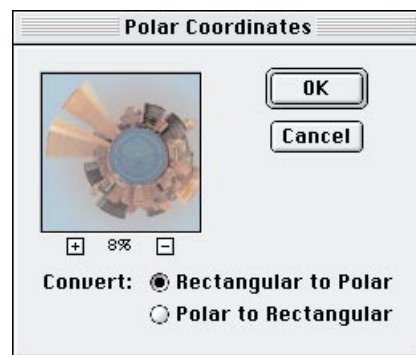 Polar Coordinates
OK
Cancel
+ 8% −
Convert: Rectangular to Polar
Polar to Rectangular